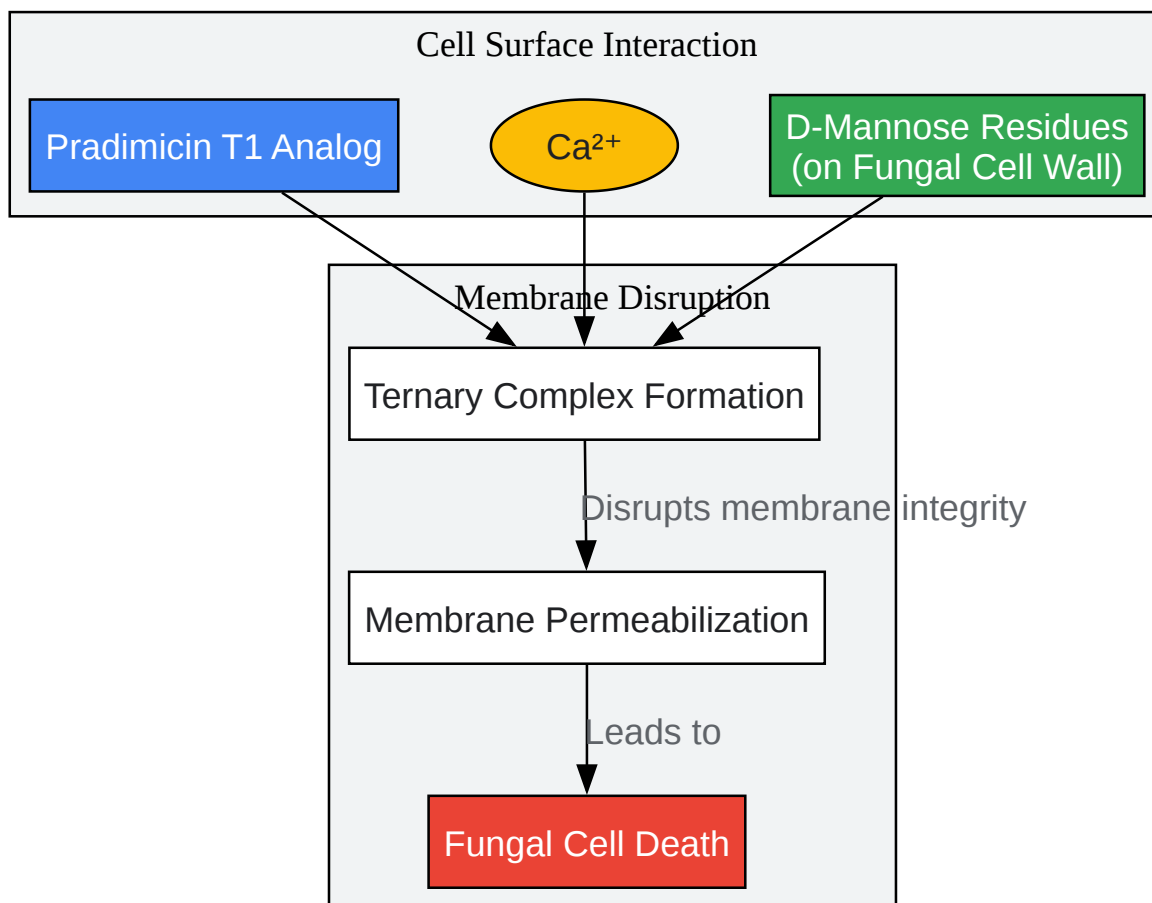 Cell Surface Interaction
Pradimicin T1 Analog
Ca²⁺
D-Mannose Residues
(on Fungal Cell Wall)
Membrane Disruption
Ternary Complex Formation
Disrupts membrane integrity
Membrane Permeabilization
Leads to
Fungal Cell Death